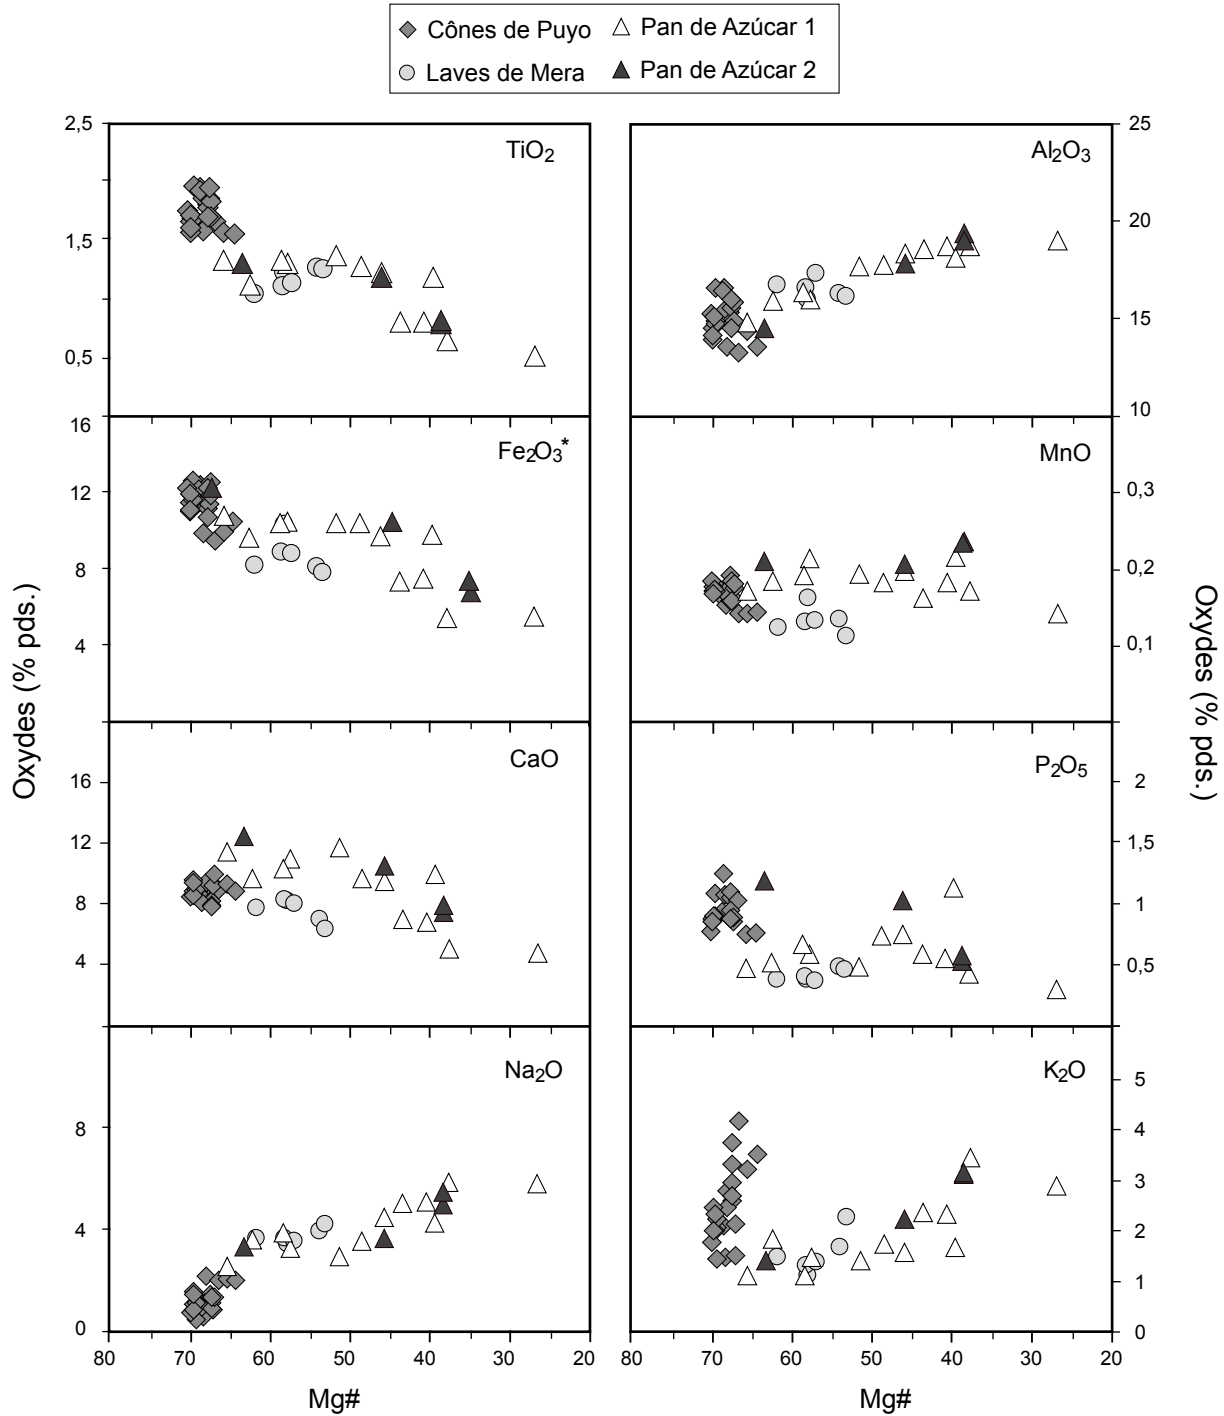 Cônes de Puyo
Pan de Azúcar 1
Laves de Mera
Pan de Azúcar 2
2,5
1,5
0,5
TiO2
25
20
15
10
Al2O3
16
12
8
4
Fe2O3*
0,3
0,2
0,1
MnO
16
12
8
4
CaO
2
1,5
1
0,5
P2O5
8
4
0
Na2O
5
4
3
2
1
0
K2O
Oxydes (% pds.)
Oxydes (% pds.)
80 70 60 50 40 30 20
80 70 60 50 40 30 20
Mg#
Mg#